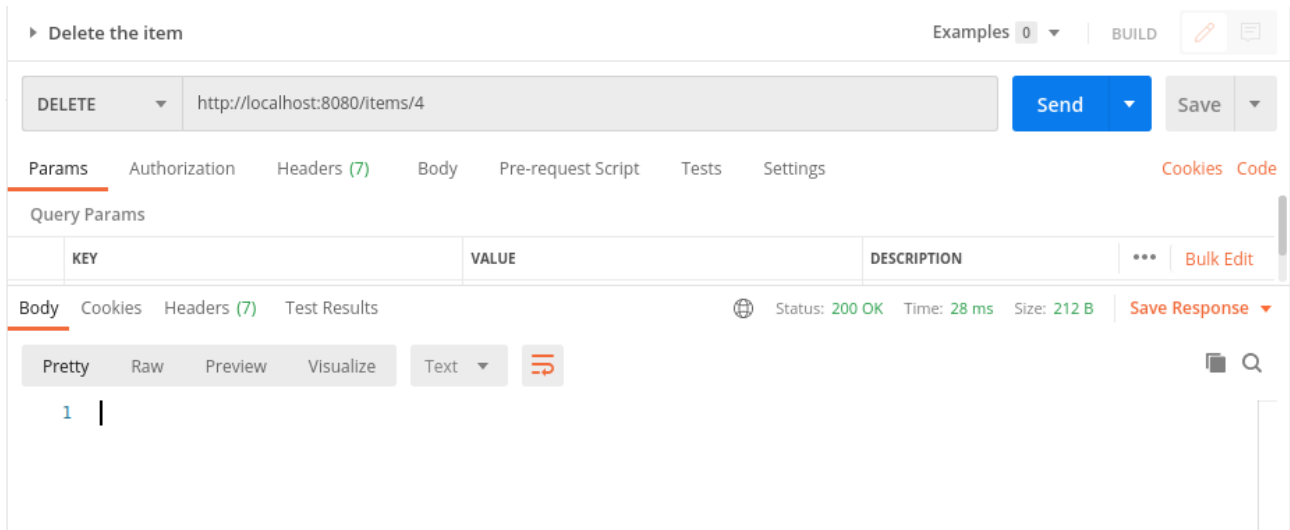 Delete the item Examples 0 BUILD
DELETE http://localhost:8080/items/4 Send Save
Params Authorization Headers (7) Body Pre-request Script Tests Settings Cookies Code
Query Params
KEY VALUE DESCRIPTION ••• Bulk Edit
Body Cookies Headers (7) Test Results Status: 200 OK Time: 28 ms Size: 212 B Save Response
Pretty Raw Preview Visualize Text
1